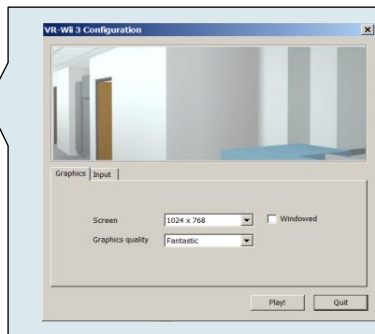 VR-Wii 3 Configuration
Graphics Input
Screen 1024 x 768 Windowed
Graphics quality Fantastic
Play! Quit